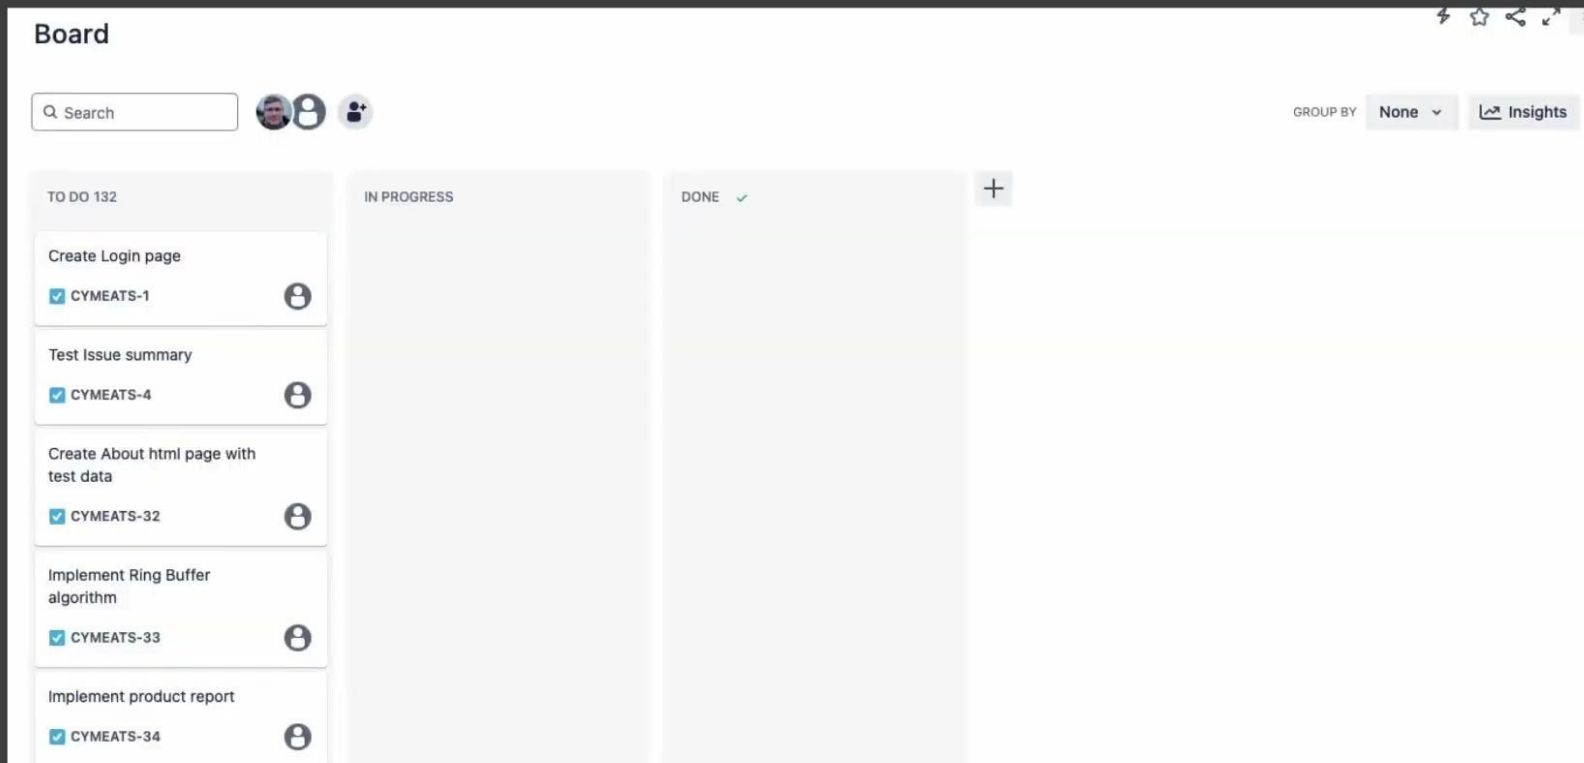 Board
Search
GROUP BY None Insights
TO DO 132
IN PROGRESS
DONE
Create Login page
CYMEATS-1
Test Issue summary
CYMEATS-4
Create About html page with
test data
CYMEATS-32
Implement Ring Buffer
algorithm
CYMEATS-33
Implement product report
CYMEATS-34